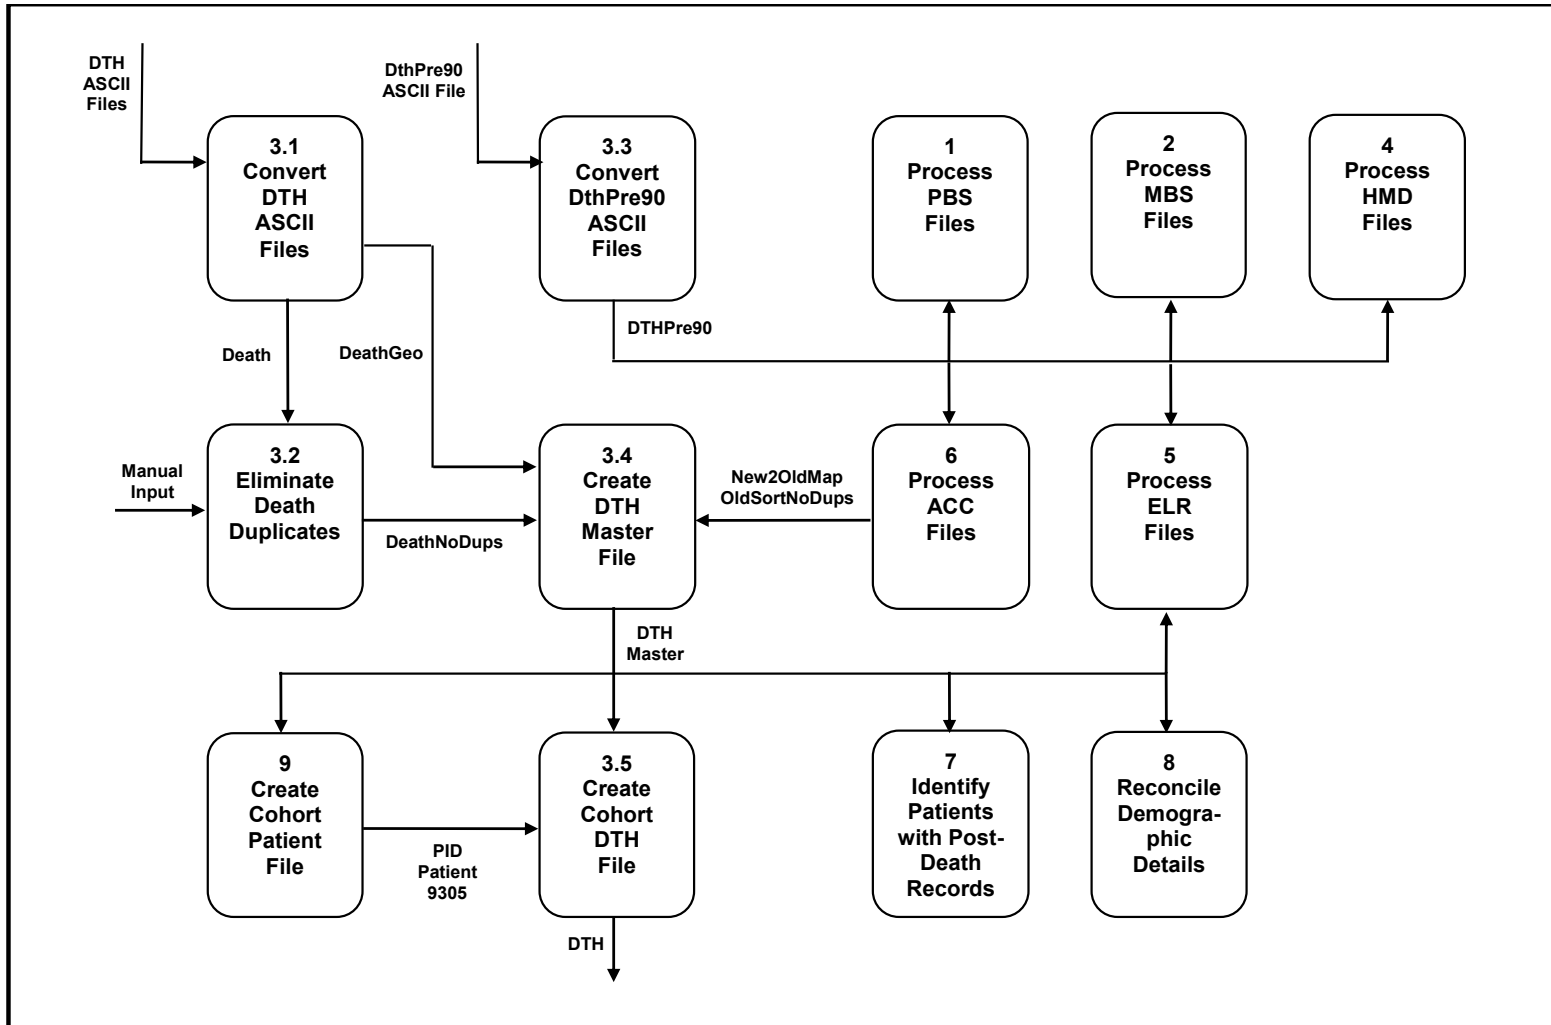 DTH
ASCII
Files
DthPre90
ASCII File
3.1
Convert
DTH
ASCII
Files
3.3
Convert
DthPre90
ASCII
Files
1
Process
PBS
Files
2
Process
MBS
Files
4
Process
HMD
Files
Death
DeathGeo
DTHPre90
Manual
Input
3.2
Eliminate
Death
Duplicates
DeathNoDups
3.4
Create
DTH
Master
File
New2OldMap
OldSortNoDups
6
Process
ACC
Files
5
Process
ELR
Files
DTH
Master
9
Create
Cohort
Patient
File
PID
Patient
9305
3.5
Create
Cohort
DTH
File
7
Identify
Patients
with Post-
Death
Records
8
Reconcile
Demogra-
phic
Details
DTH